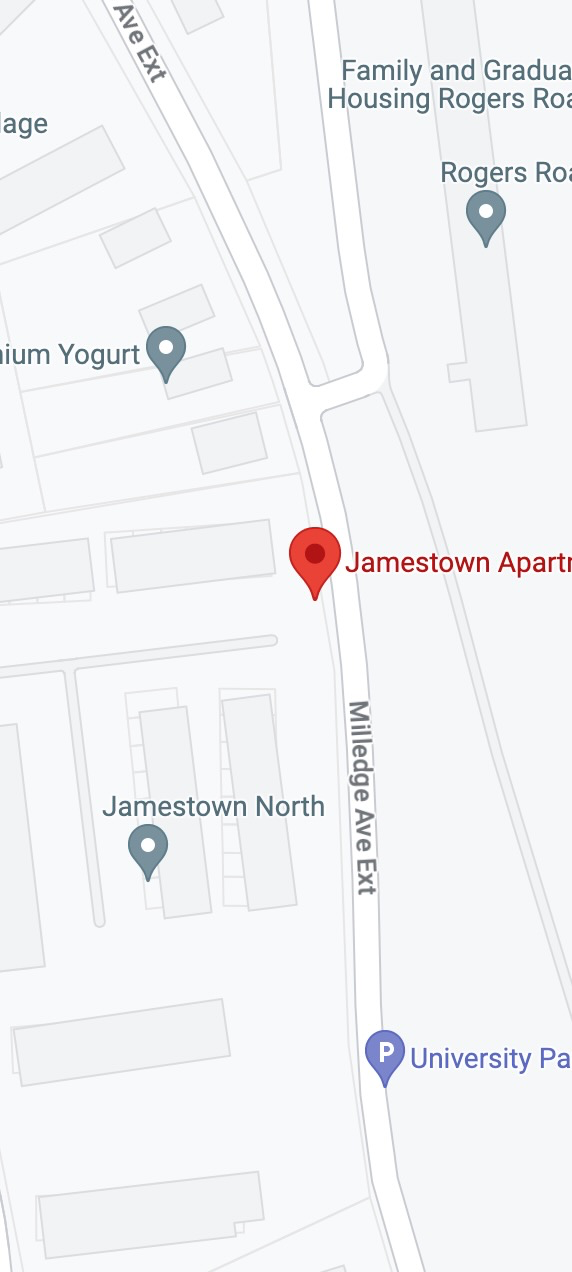 Ave Ext
Family and Gradua
Housing Rogers Roa
lage
Rogers Roa
nium Yogurt
Jamestown Apartm
Milledge Ave Ext
Jamestown North
P
University Pa